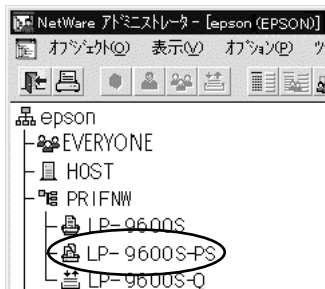 NetWare アドミニストレータ - [epson (EPSON)]
オブジェクト(O) 表示(V) オプション(P)
epson
EVERYONE
HOST
PRIFNW
LP-9600S
LP-9600S-PS
LP-9600S-Q